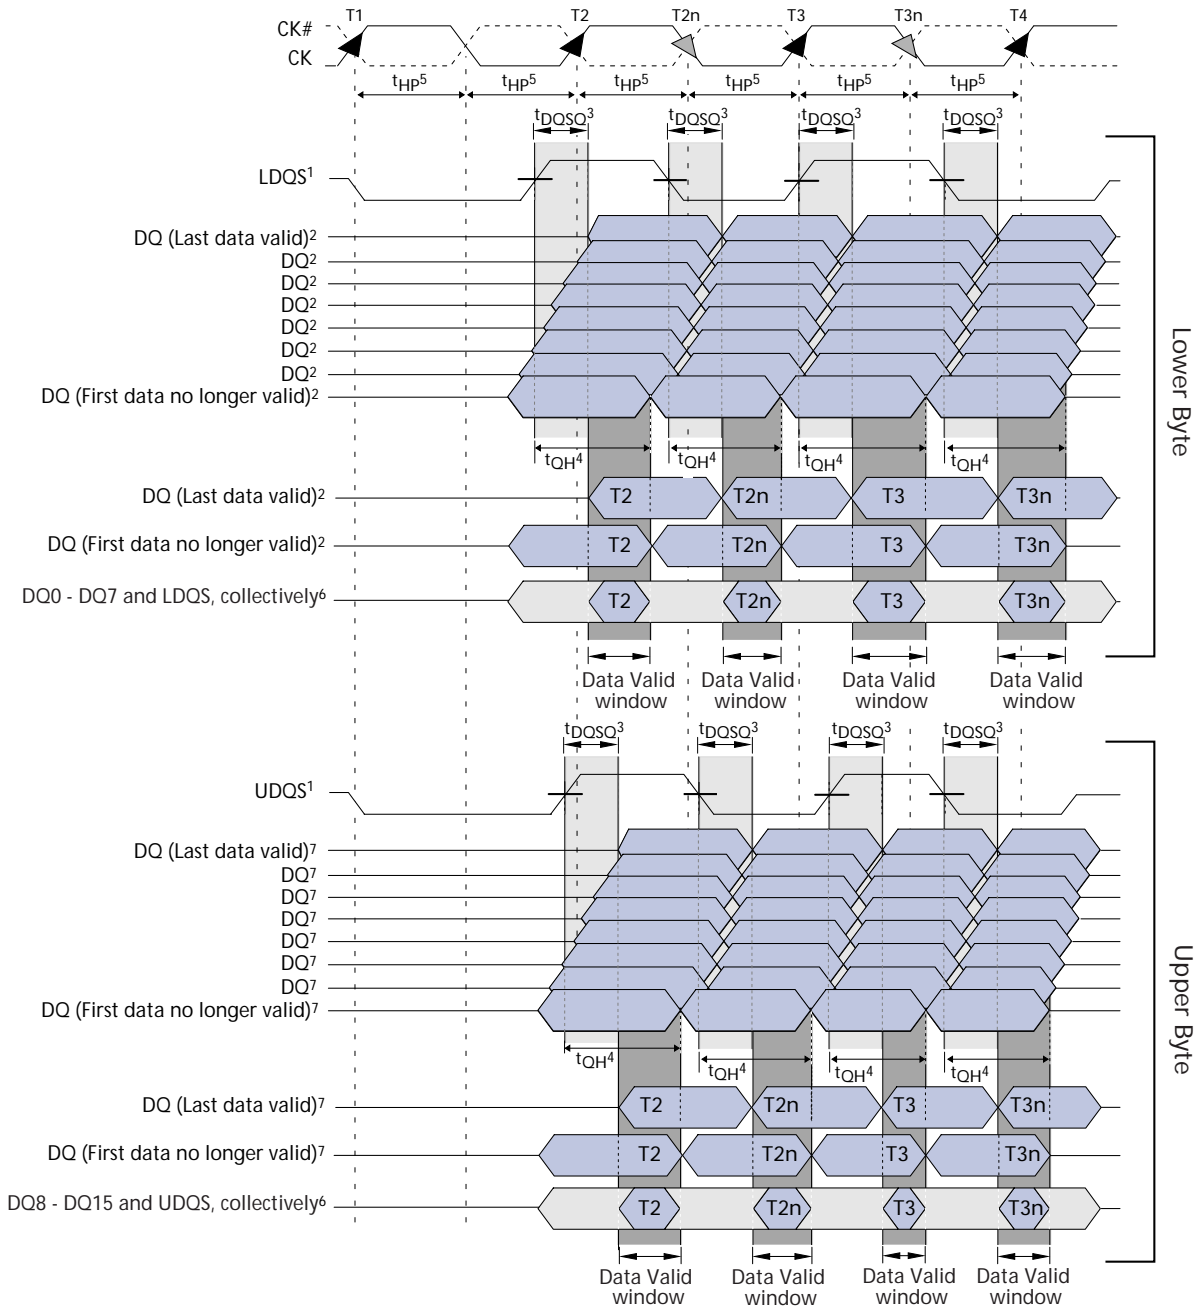 T1 T2 T2n T3 T3n T4
CK#
CK
tHP5 tHP5 tHP5 tHP5 tHP5 tHP5
tDQSQ3 tDQSQ3 tDQSQ3 tDQSQ3
LDQS1
DQ (Last data valid)2
DQ2
DQ2
DQ2
DQ2
DQ2
DQ2
DQ (First data no longer valid)2
tQH4 tQH4 tQH4 tQH4
DQ (Last data valid)2 T2 T2n T3 T3n
DQ (First data no longer valid)2 T2 T2n T3 T3n
DQ0 - DQ7 and LDQS, collectively6 T2 T2n T3 T3n
Data Valid window Data Valid window Data Valid window Data Valid window
Lower Byte
tDQSQ3 tDQSQ3 tDQSQ3 tDQSQ3
UDQS1
DQ (Last data valid)7
DQ7
DQ7
DQ7
DQ7
DQ7
DQ7
DQ (First data no longer valid)7
tQH4 tQH4 tQH4 tQH4
DQ (Last data valid)7 T2 T2n T3 T3n
DQ (First data no longer valid)7 T2 T2n T3 T3n
DQ8 - DQ15 and UDQS, collectively6 T2 T2n T3 T3n
Data Valid window Data Valid window Data Valid window Data Valid window
Upper Byte